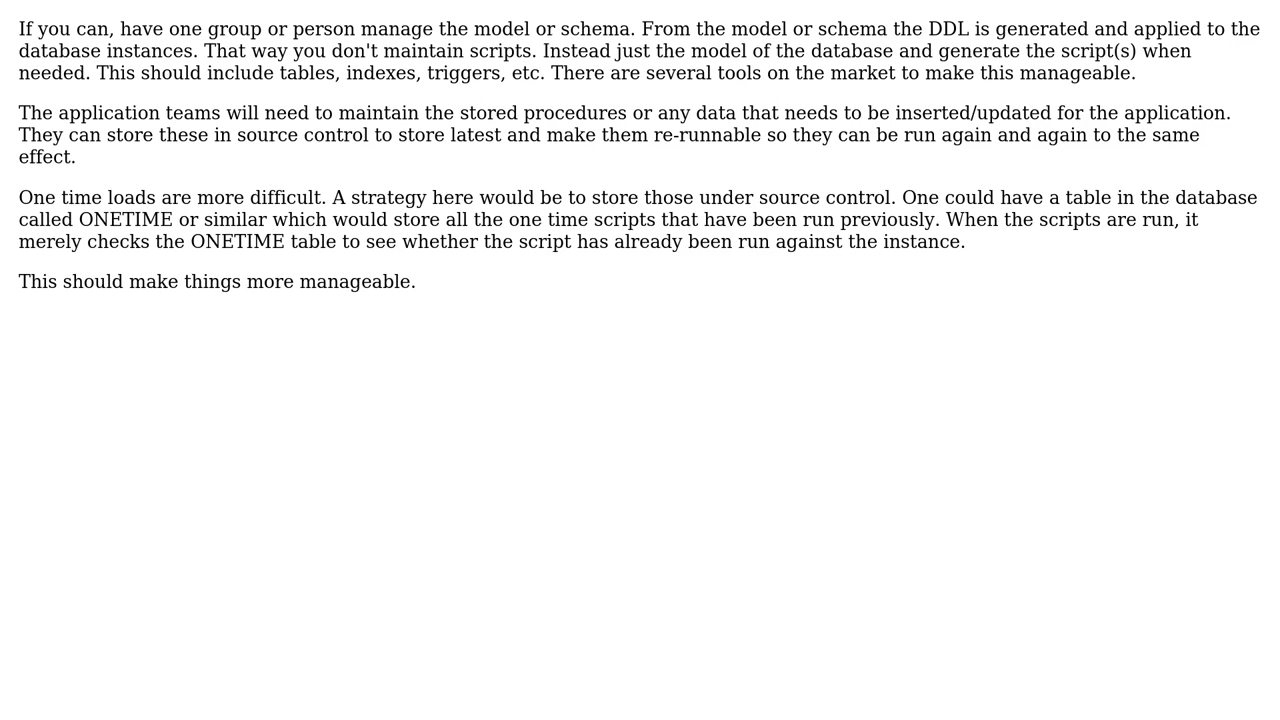 If you can, have one group or person manage the model or schema. From the model or schema the DDL is generated and applied to the
database instances. That way you don't maintain scripts. Instead just the model of the database and generate the script(s) when
needed. This should include tables, indexes, triggers, etc. There are several tools on the market to make this manageable.
The application teams will need to maintain the stored procedures or any data that needs to be inserted/updated for the application.
They can store these in source control to store latest and make them re-runnable so they can be run again and again to the same
effect.
One time loads are more difficult. A strategy here would be to store those under source control. One could have a table in the database
called ONETIME or similar which would store all the one time scripts that have been run previously. When the scripts are run, it
merely checks the ONETIME table to see whether the script has already been run against the instance.
This should make things more manageable.